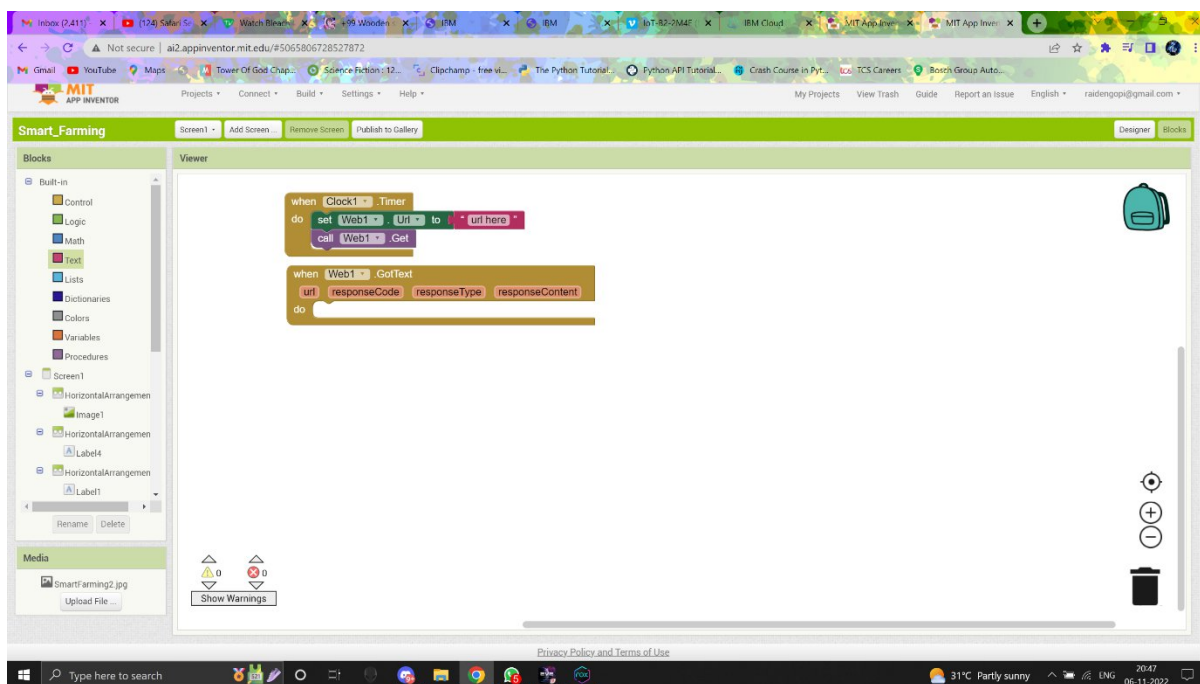 Inbox (2,411)
(124) Safari S
Watch Bleach
+99 Wooden
IBM
IBM
IoT-B2-2M4E
IBM Cloud
MIT App Inve
MIT App Inver
Not secure | ai2.appinventor.mit.edu/#5065806728527872
Gmail YouTube Maps Tower Of God Chap... Science Fiction : 12... Clipchamp - free vi... The Python Tutorial... Python API Tutorial... Crash Course in Pyt... TCS Careers Bosch Group Auto...
MIT
APP INVENTOR
Projects Connect Build Settings Help My Projects View Trash Guide Report an Issue English raidengopi@gmail.com
Smart_Farming Screen1 Add Screen ... Remove Screen Publish to Gallery Designer Blocks
Blocks
Viewer
Built-in
Control
Logic
Math
Text
Lists
Dictionaries
Colors
Variables
Procedures
Screen1
HorizontalArrangemen
Image1
HorizontalArrangemen
Label4
HorizontalArrangemen
Label1
Rename Delete
Media
SmartFarming2.jpg
Upload File ...
when Clock1 .Timer
do set Web1 . Url to " url here "
call Web1 .Get
when Web1 .GotText
url responseCode responseType responseContent
do
0 0
Show Warnings
Privacy Policy and Terms of Use
Type here to search
31°C Partly sunny
ENG
20:47
06-11-2022